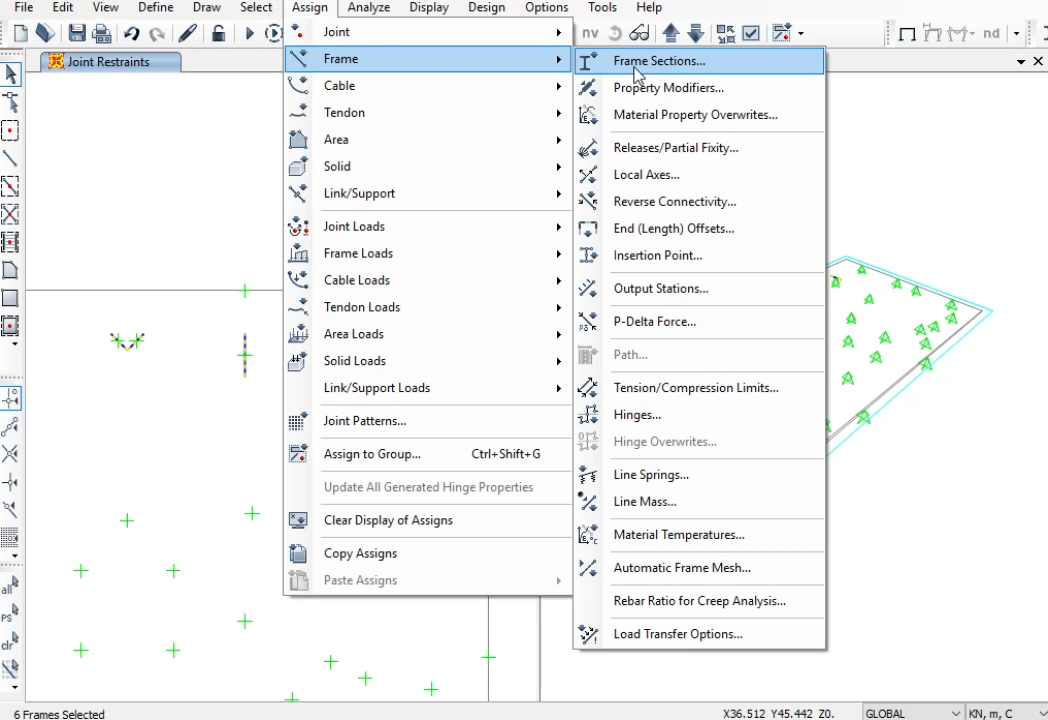 File Edit View Define Draw Select Assign Analyze Display Design Options Tools Help
nv nd
Joint Restraints
Joint
Frame
Cable
Tendon
Area
Solid
Link/Support
Joint Loads
Frame Loads
Cable Loads
Tendon Loads
Area Loads
Solid Loads
Link/Support Loads
Joint Patterns...
Assign to Group... Ctrl+Shift+G
Update All Generated Hinge Properties
Clear Display of Assigns
Copy Assigns
Paste Assigns
Frame Sections...
Property Modifiers...
Material Property Overwrites...
Releases/Partial Fixity...
Local Axes...
Reverse Connectivity...
End (Length) Offsets...
Insertion Point...
Output Stations...
P-Delta Force...
Path...
Tension/Compression Limits...
Hinges...
Hinge Overwrites...
Line Springs...
Line Mass...
Material Temperatures...
Automatic Frame Mesh...
Rebar Ratio for Creep Analysis...
Load Transfer Options...
all
PS
clr
6 Frames Selected X36.512 Y45.442 Z0. GLOBAL KN, m, C